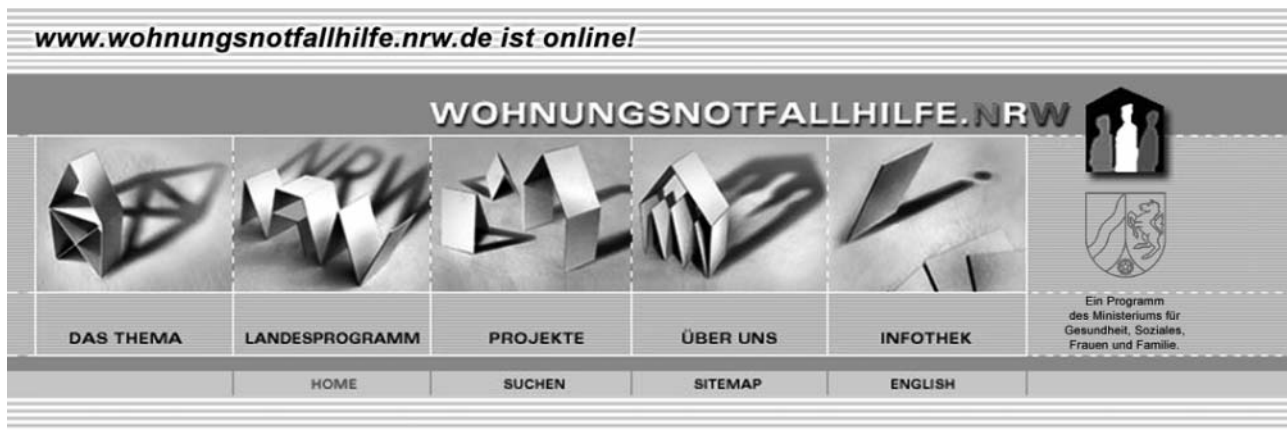 www.wohnungsnotfallhilfe.nrw.de ist online!
WOHNUNGSNOTFALLHILFE.NRW
NRW
DAS THEMA
LANDESPROGRAMM
PROJEKTE
ÜBER UNS
INFOTHEK
Ein Programm
des Ministeriums für
Gesundheit, Soziales,
Frauen und Familie.
HOME
SUCHEN
SITEMAP
ENGLISH